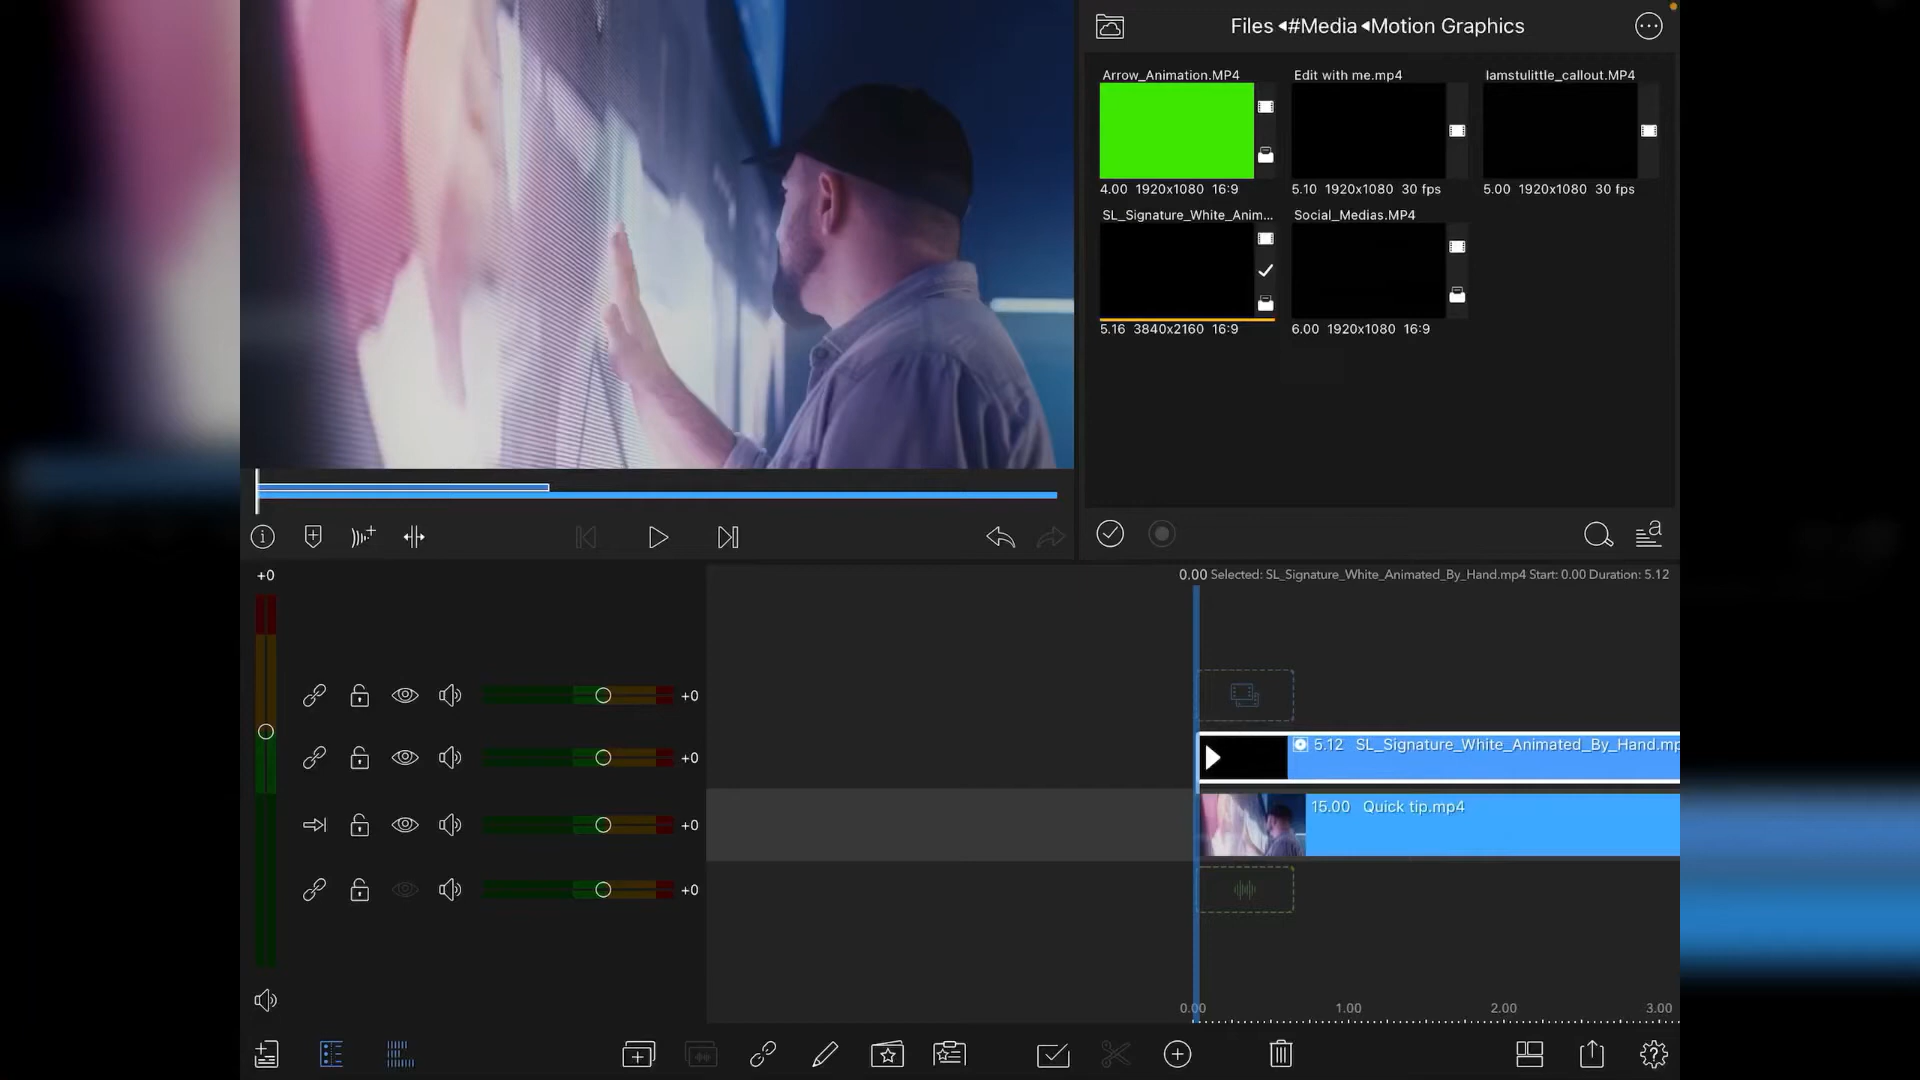 Files ◂#Media ◂Motion Graphics
Arrow_Animation.MP4
Edit with me.mp4
Iamstulittle_callout.MP4
4.00 1920x1080 16:9
5.10 1920x1080 30 fps
5.00 1920x1080 30 fps
SL_Signature_White_Anim...
Social_Medias.MP4
5.16 3840x2160 16:9
6.00 1920x1080 16:9
+0
0.00 Selected: SL_Signature_White_Animated_By_Hand.mp4 Start: 0.00 Duration: 5.12
+0
+0
5.12 SL_Signature_White_Animated_By_Hand.mp
+0
15.00 Quick tip.mp4
+0
0.00 1.00 2.00 3.00